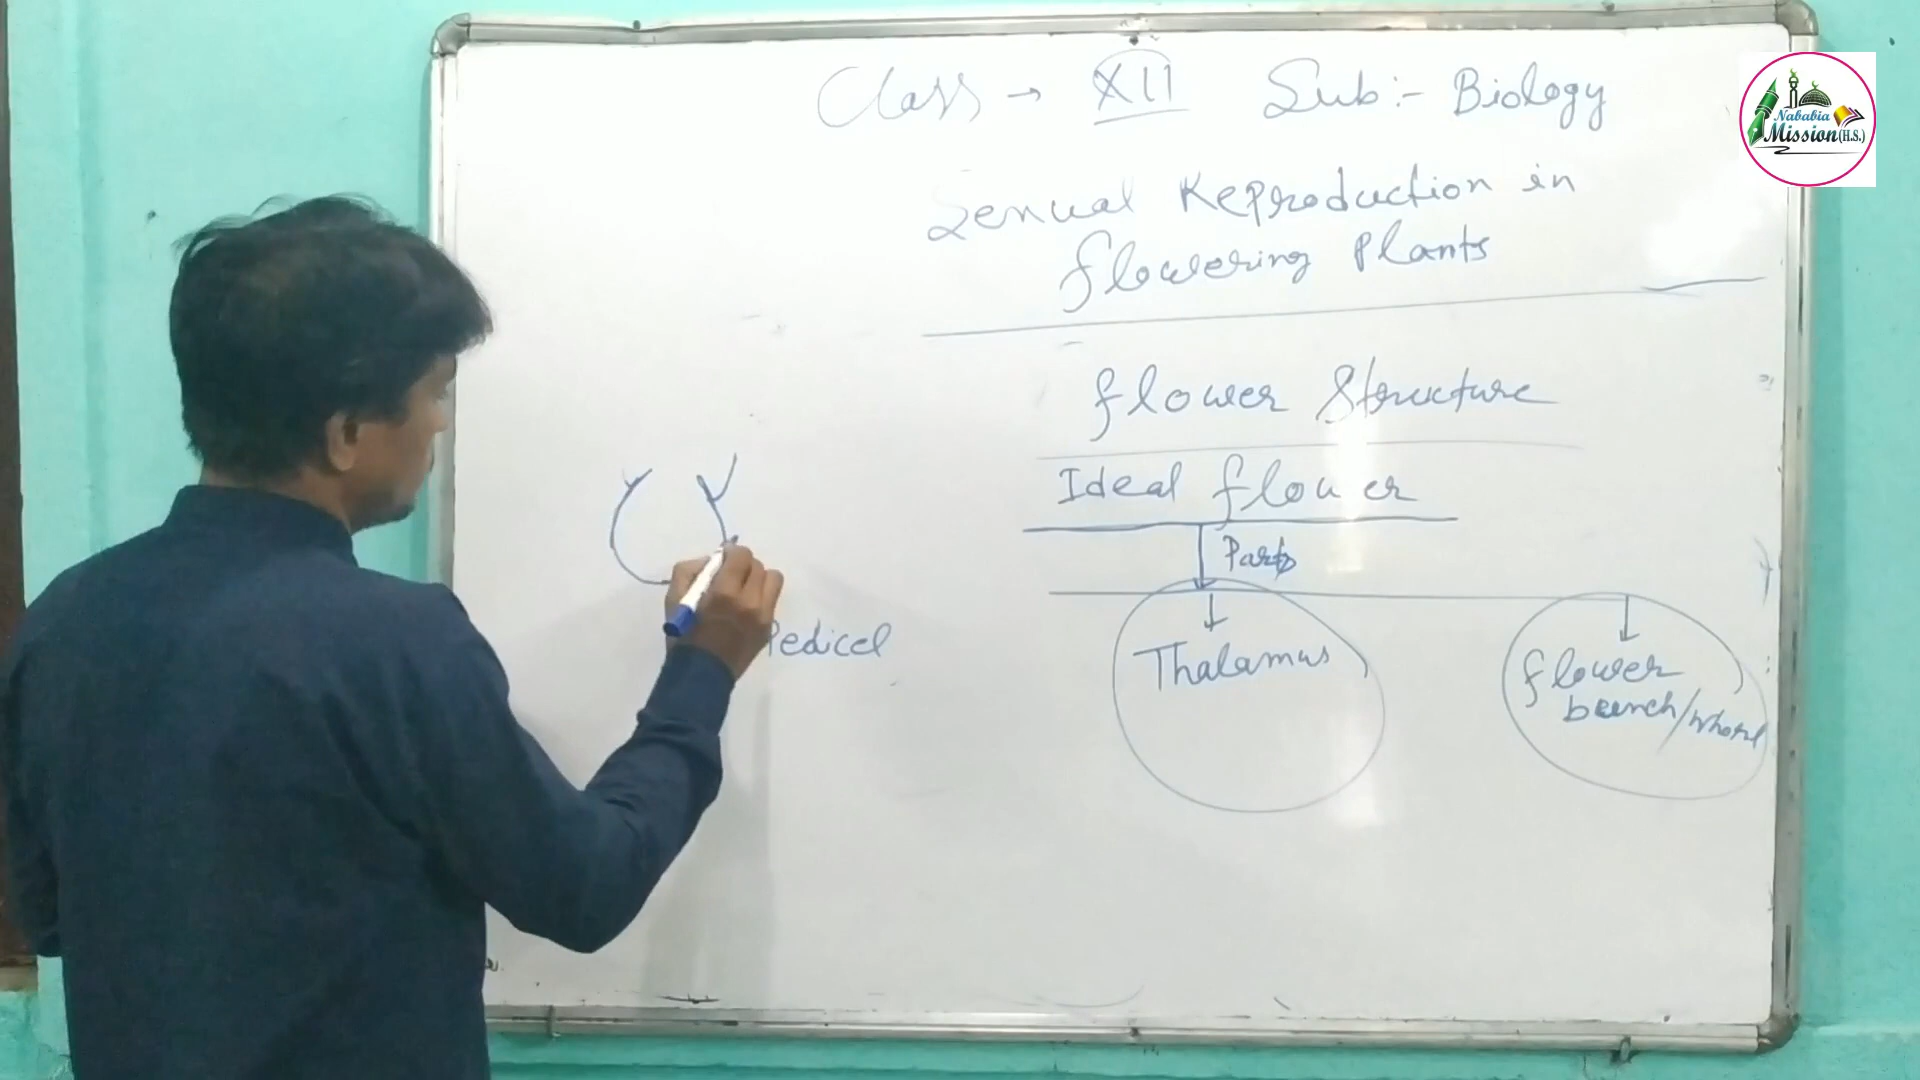 Class → XII Sub:- Biology
Sexual Reproduction in
flowering Plants
flower Structure
Ideal flower
Parts
Thalamus
flower
bunch/whorl
Pedicel
Nababia
Mission(H.S.)